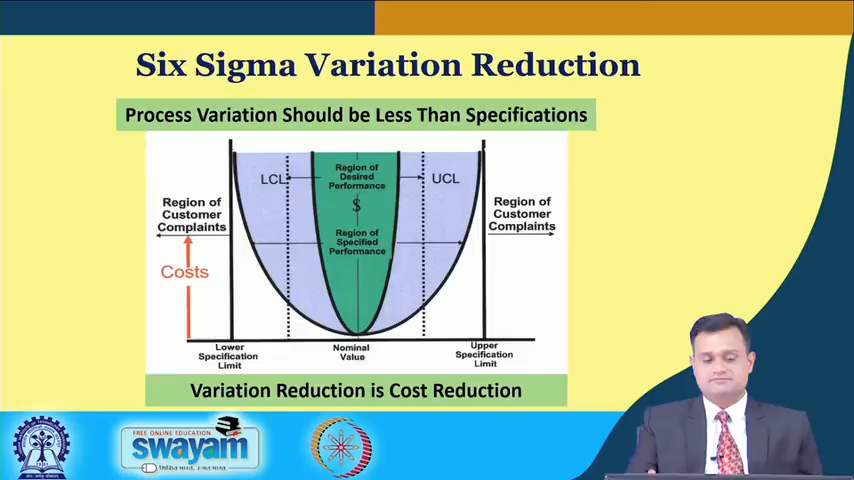 Six Sigma Variation Reduction
Process Variation Should be Less Than Specifications
LCL
Region of
Desired
Performance
UCL
$
Region of
Customer
Complaints
Region of
Customer
Complaints
Region of
Specified
Performance
Costs
Lower
Specification
Limit
Nominal
Value
Upper
Specification
Limit
Variation Reduction is Cost Reduction
FREE ONLINE EDUCATION
swayam